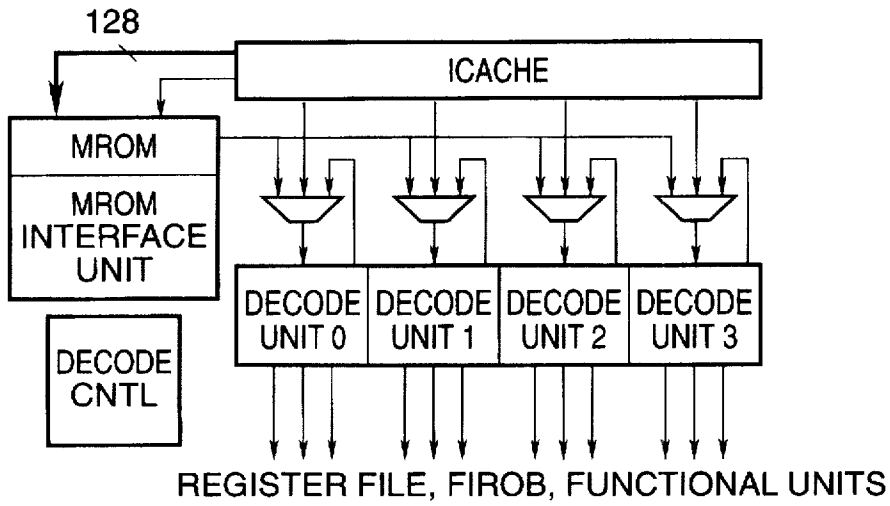 128
ICACHE
MROM
MROM
INTERFACE
UNIT
DECODE
UNIT 0
DECODE
UNIT 1
DECODE
UNIT 2
DECODE
UNIT 3
DECODE
CNTL
REGISTER FILE, FIROB, FUNCTIONAL UNITS